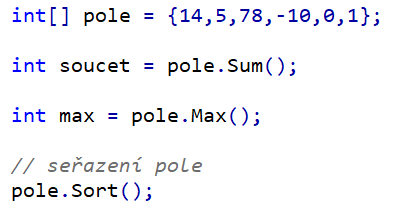 int[] pole = {14,5,78,-10,0,1};
int soucet = pole.Sum();
int max = pole.Max();
// seřazení pole
pole.Sort();